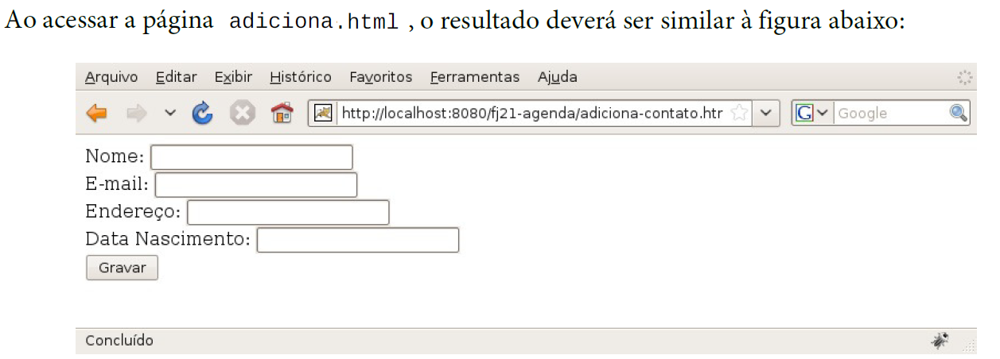 Ao acessar a página adiciona.html , o resultado deverá ser similar à figura abaixo:
Arquivo Editar Exibir Histórico Favoritos Ferramentas Ajuda
http://localhost:8080/fj21-agenda/adiciona-contato.htr G Google
Nome:
E-mail:
Endereço:
Data Nascimento:
Gravar
Concluído